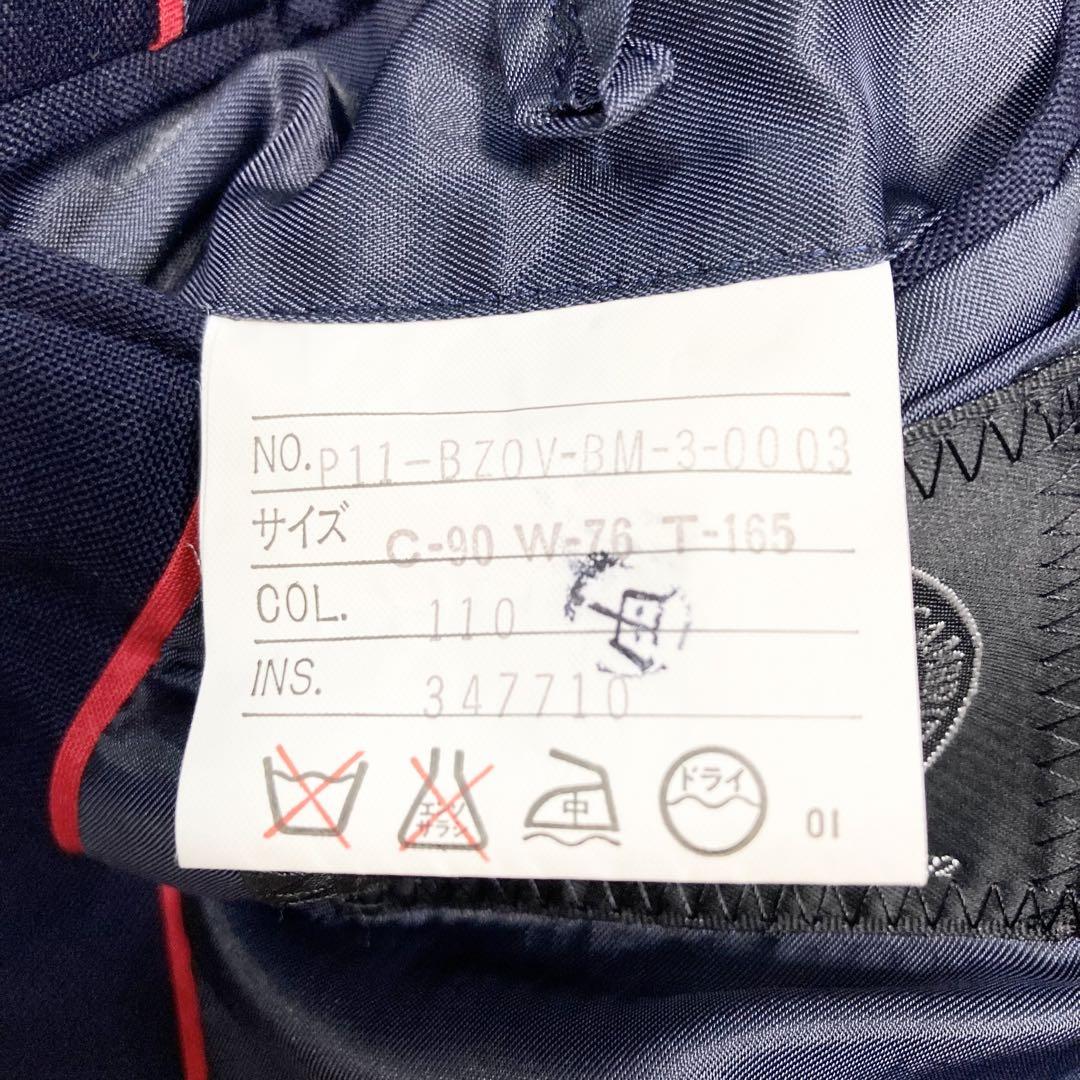 NO. P11-BZ0V-BM-3-0003
サイズ C-90 W-76 T-165
COL. 110
INS. 347710
エンソ
サラシ
中
ドライ
01